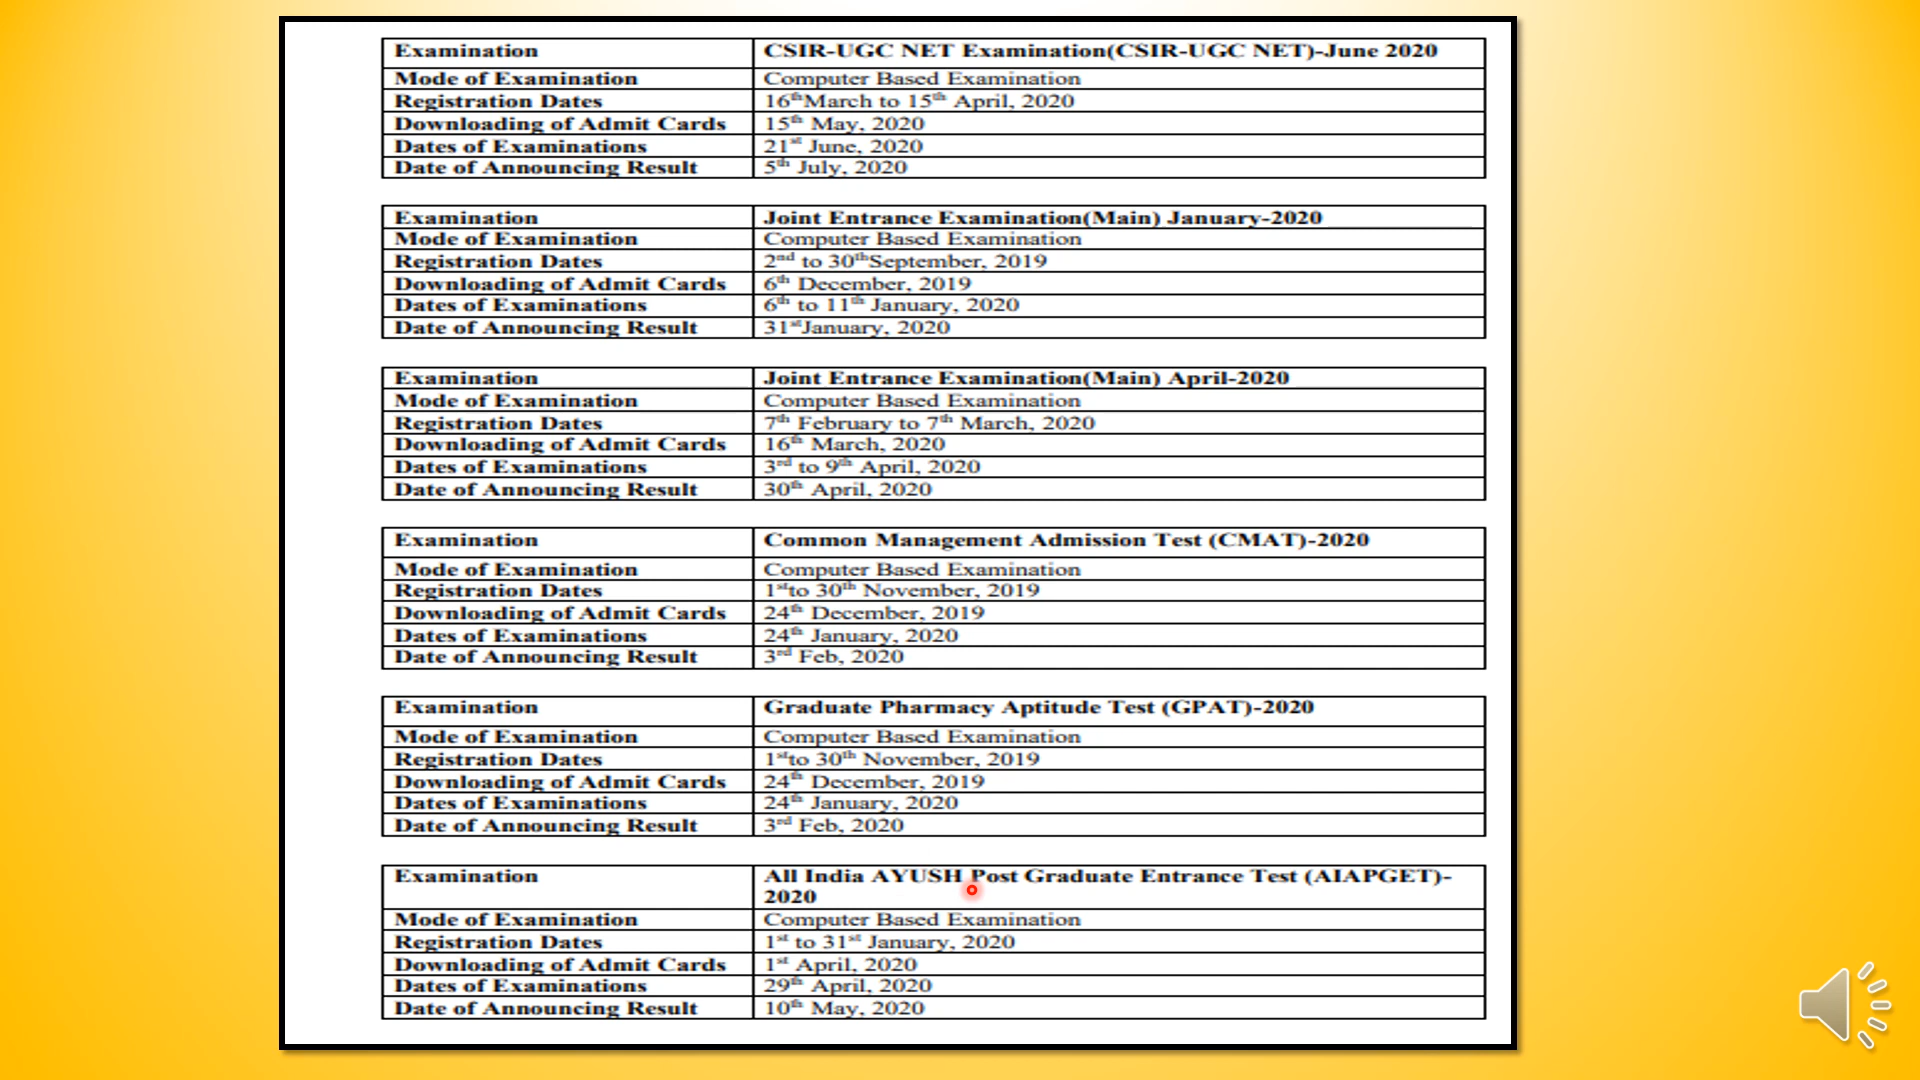 Examination CSIR-UGC NET Examination(CSIR-UGC NET)-June 2020
Mode of Examination Computer Based Examination
Registration Dates 16thMarch to 15th April, 2020
Downloading of Admit Cards 15th May, 2020
Dates of Examinations 21st June, 2020
Date of Announcing Result 5th July, 2020
Examination Joint Entrance Examination(Main) January-2020
Mode of Examination Computer Based Examination
Registration Dates 2nd to 30thSeptember, 2019
Downloading of Admit Cards 6th December, 2019
Dates of Examinations 6th to 11th January, 2020
Date of Announcing Result 31stJanuary, 2020
Examination Joint Entrance Examination(Main) April-2020
Mode of Examination Computer Based Examination
Registration Dates 7th February to 7th March, 2020
Downloading of Admit Cards 16th March, 2020
Dates of Examinations 3rd to 9th April, 2020
Date of Announcing Result 30th April, 2020
Examination Common Management Admission Test (CMAT)-2020
Mode of Examination Computer Based Examination
Registration Dates 1stto 30th November, 2019
Downloading of Admit Cards 24th December, 2019
Dates of Examinations 24th January, 2020
Date of Announcing Result 3rd Feb, 2020
Examination Graduate Pharmacy Aptitude Test (GPAT)-2020
Mode of Examination Computer Based Examination
Registration Dates 1stto 30th November, 2019
Downloading of Admit Cards 24th December, 2019
Dates of Examinations 24th January, 2020
Date of Announcing Result 3rd Feb, 2020
Examination All India AYUSH Post Graduate Entrance Test (AIAPGET)-
2020
Mode of Examination Computer Based Examination
Registration Dates 1st to 31st January, 2020
Downloading of Admit Cards 1st April, 2020
Dates of Examinations 29th April, 2020
Date of Announcing Result 10th May, 2020